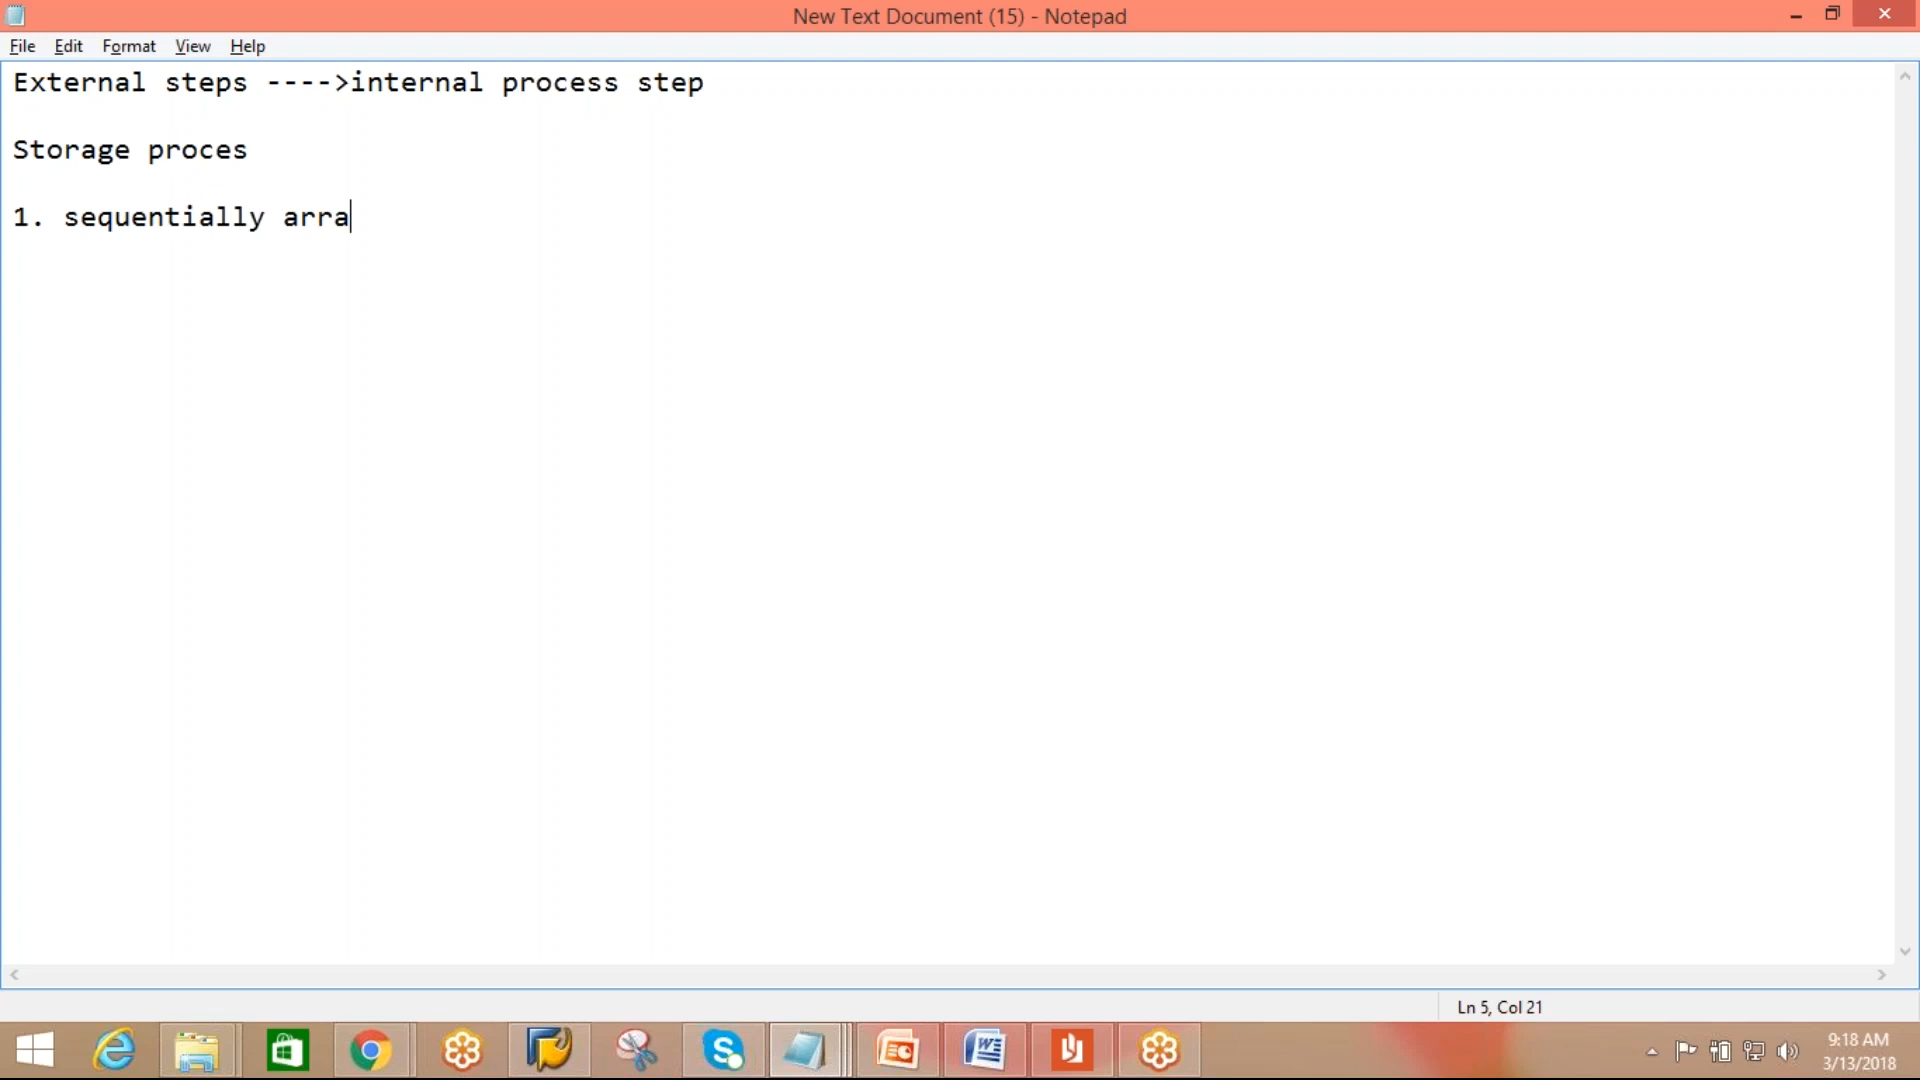 New Text Document (15) - Notepad
File Edit Format View Help
External steps ---->internal process step
Storage proces
1. sequentially arra
Ln 5, Col 21
9:18 AM
3/13/2018